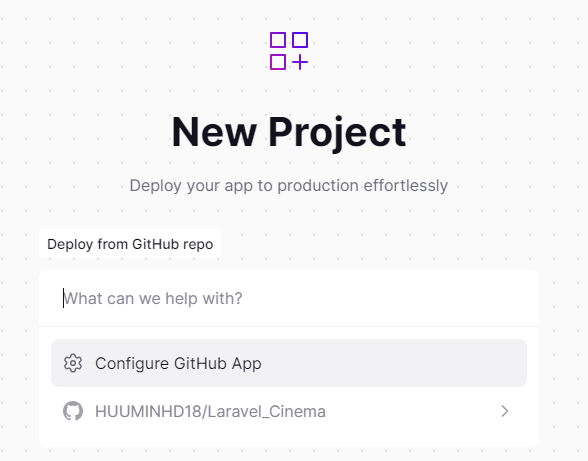 New Project
Deploy your app to production effortlessly
Deploy from GitHub repo
What can we help with?
Configure GitHub App
HUUMINHD18/Laravel_Cinema